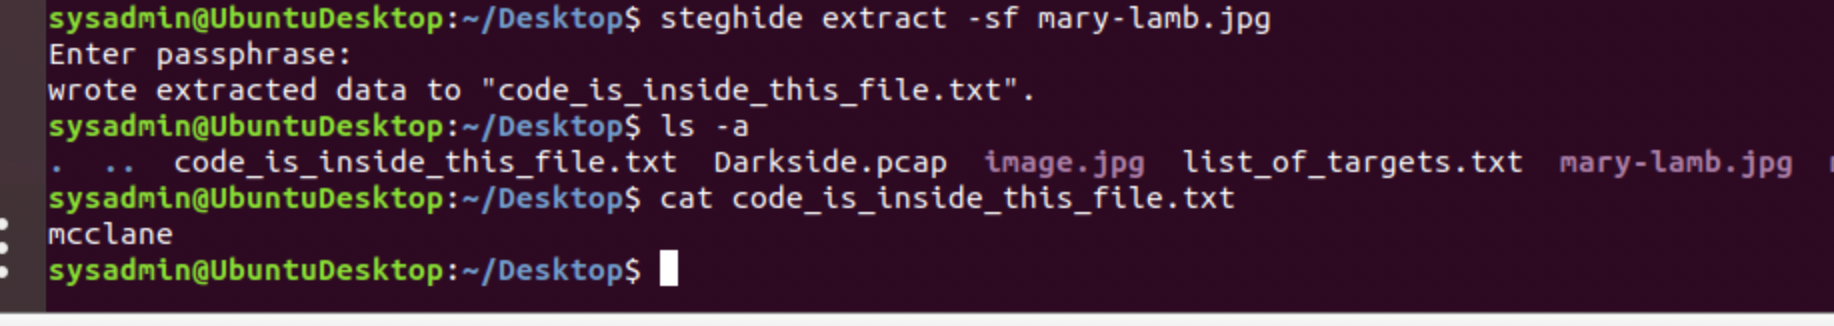 sysadmin@UbuntuDesktop:~/Desktop$ steghide extract -sf mary-lamb.jpg
Enter passphrase:
wrote extracted data to "code_is_inside_this_file.txt".
sysadmin@UbuntuDesktop:~/Desktop$ ls -a
. .. code_is_inside_this_file.txt Darkside.pcap image.jpg list_of_targets.txt mary-lamb.jpg
sysadmin@UbuntuDesktop:~/Desktop$ cat code_is_inside_this_file.txt
mcclane
sysadmin@UbuntuDesktop:~/Desktop$